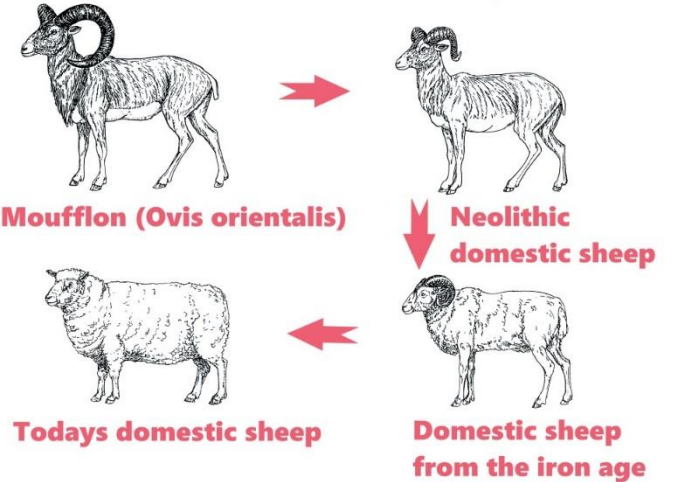 Moufflon (Ovis orientalis)
Neolithic
domestic sheep
Domestic sheep
from the iron age
Todays domestic sheep